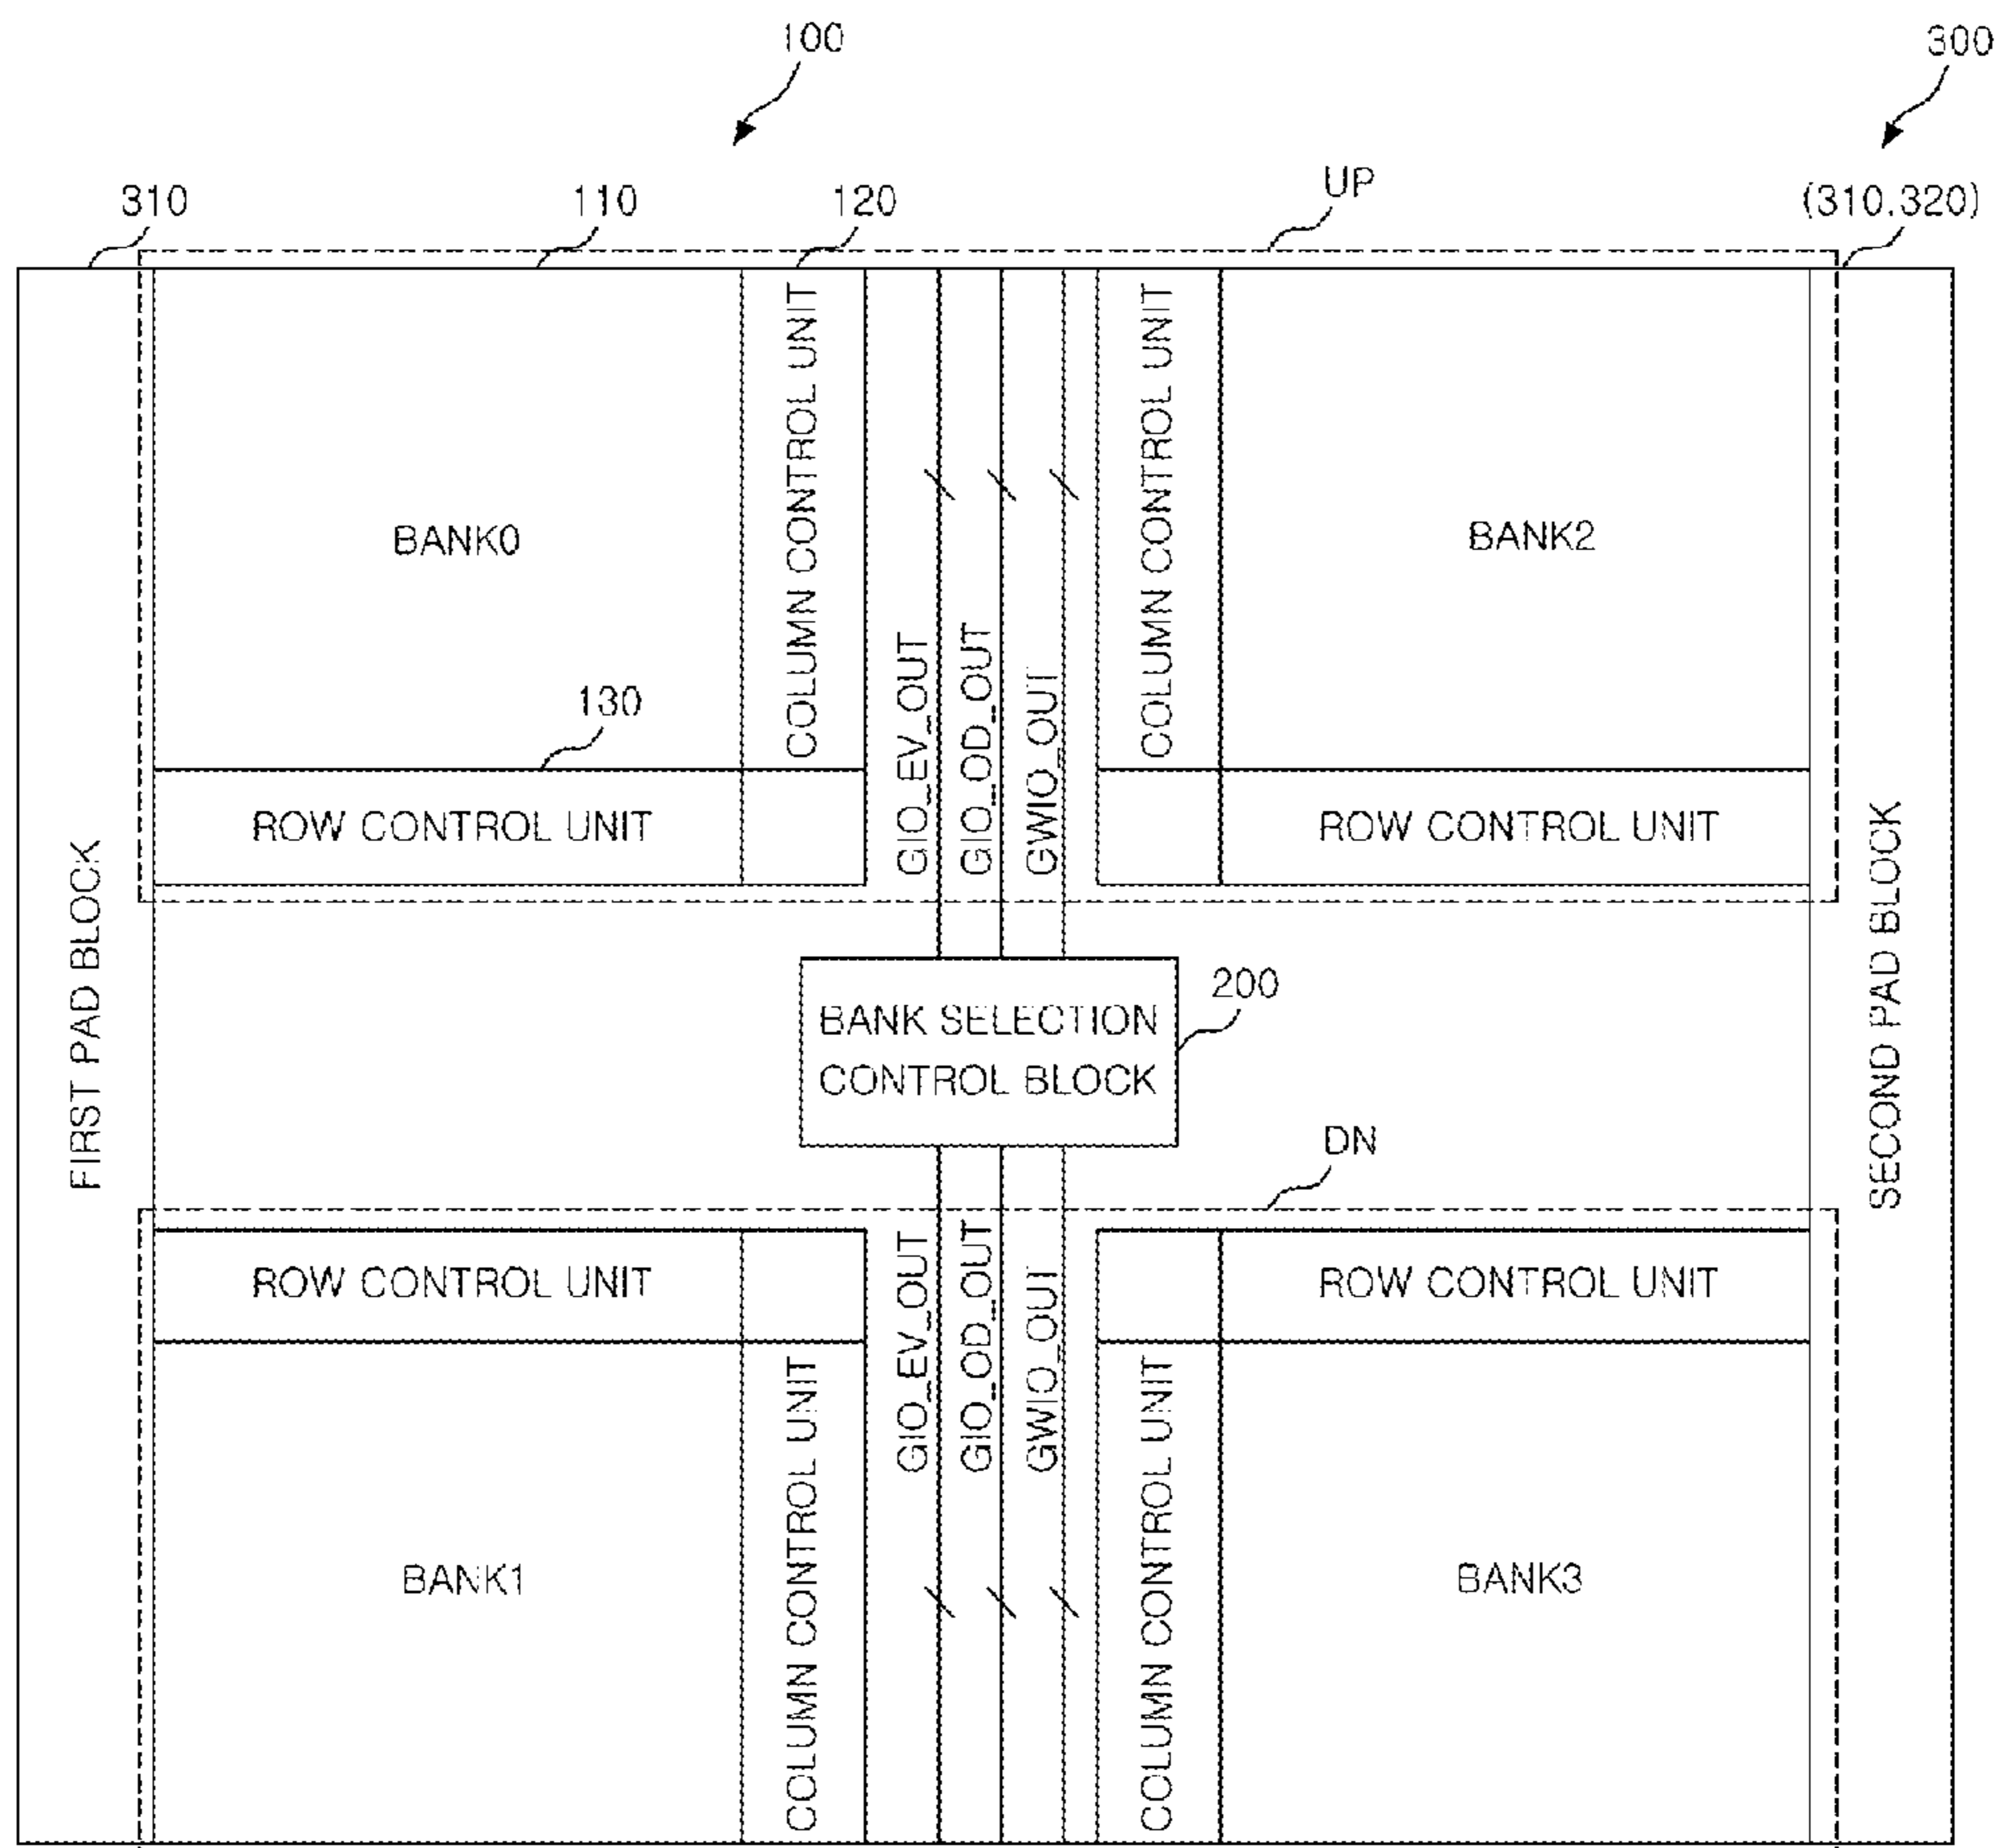 100
300
310
110
120
UP
(310,320)
BANK0
COLUMN CONTROL UNIT
COLUMN CONTROL UNIT
BANK2
GIO_EV_OUT
GIO_OD_OUT
GWIO_OUT
130
ROW CONTROL UNIT
ROW CONTROL UNIT
FIRST PAD BLOCK
SECOND PAD BLOCK
BANK SELECTION
CONTROL BLOCK
200
DN
ROW CONTROL UNIT
ROW CONTROL UNIT
GIO_EV_OUT
GIO_OD_OUT
GWIO_OUT
BANK1
COLUMN CONTROL UNIT
COLUMN CONTROL UNIT
BANK3